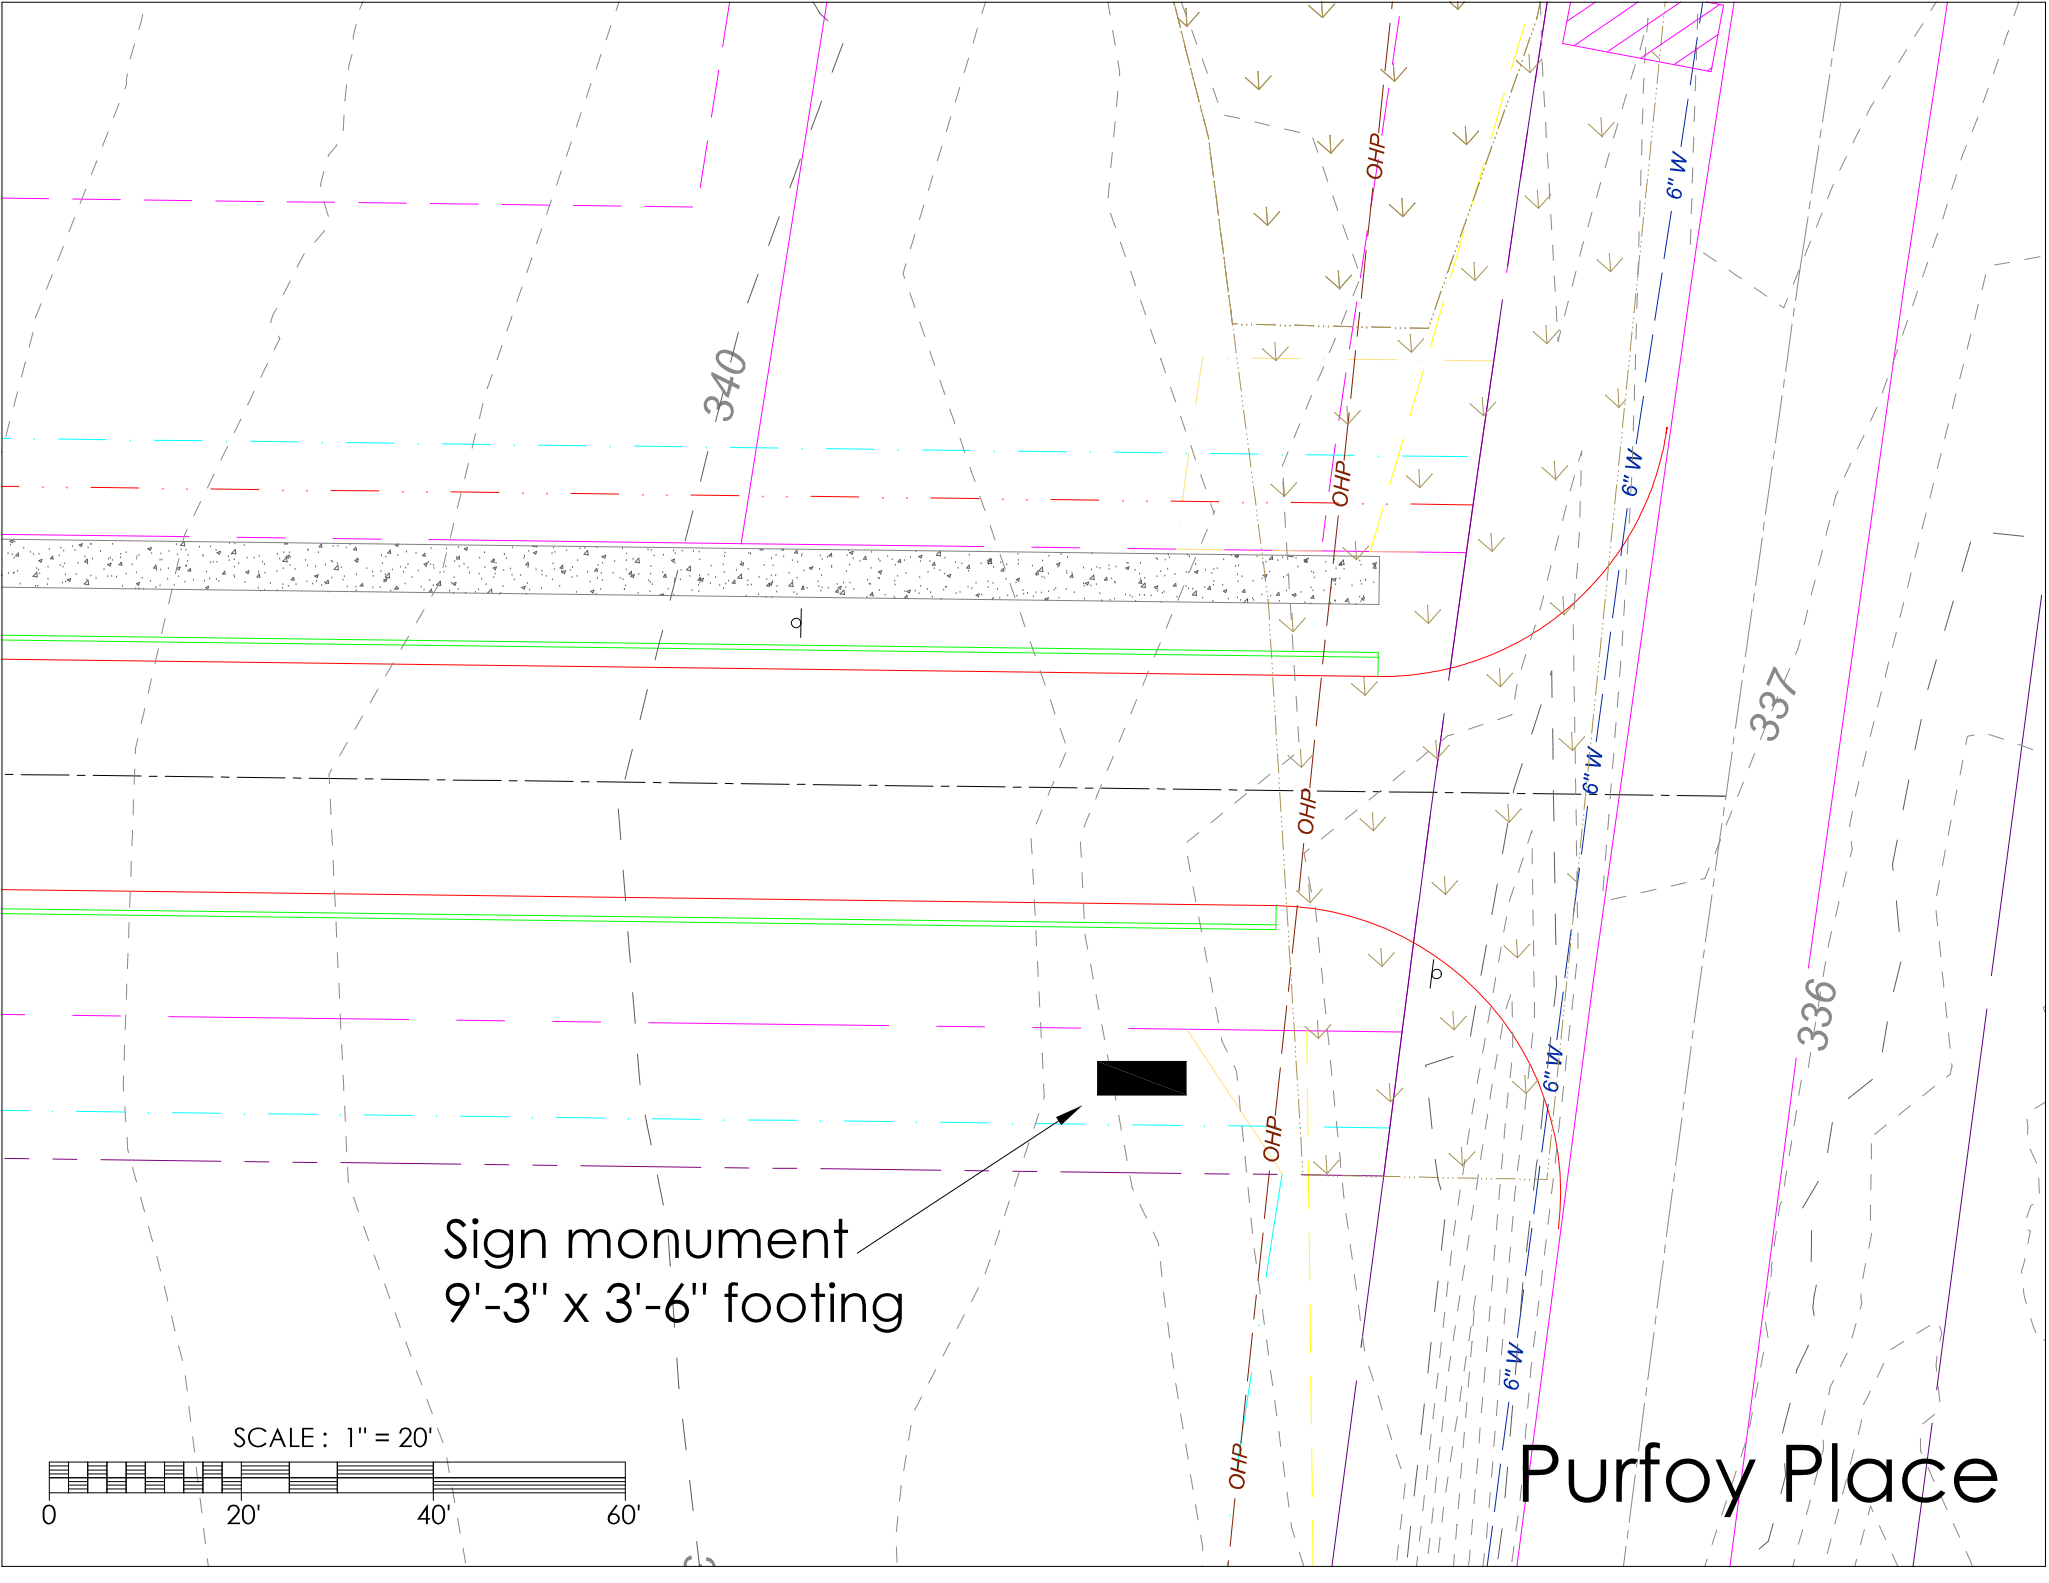 OHP
6" W
340
OHP
6" W
337
6" W
OHP
336
6" W
OHP
Sign monument
9'-3" x 3'-6" footing
6" W
SCALE :  1" = 20'
OHP
Purfoy Place
0 20' 40' 60'